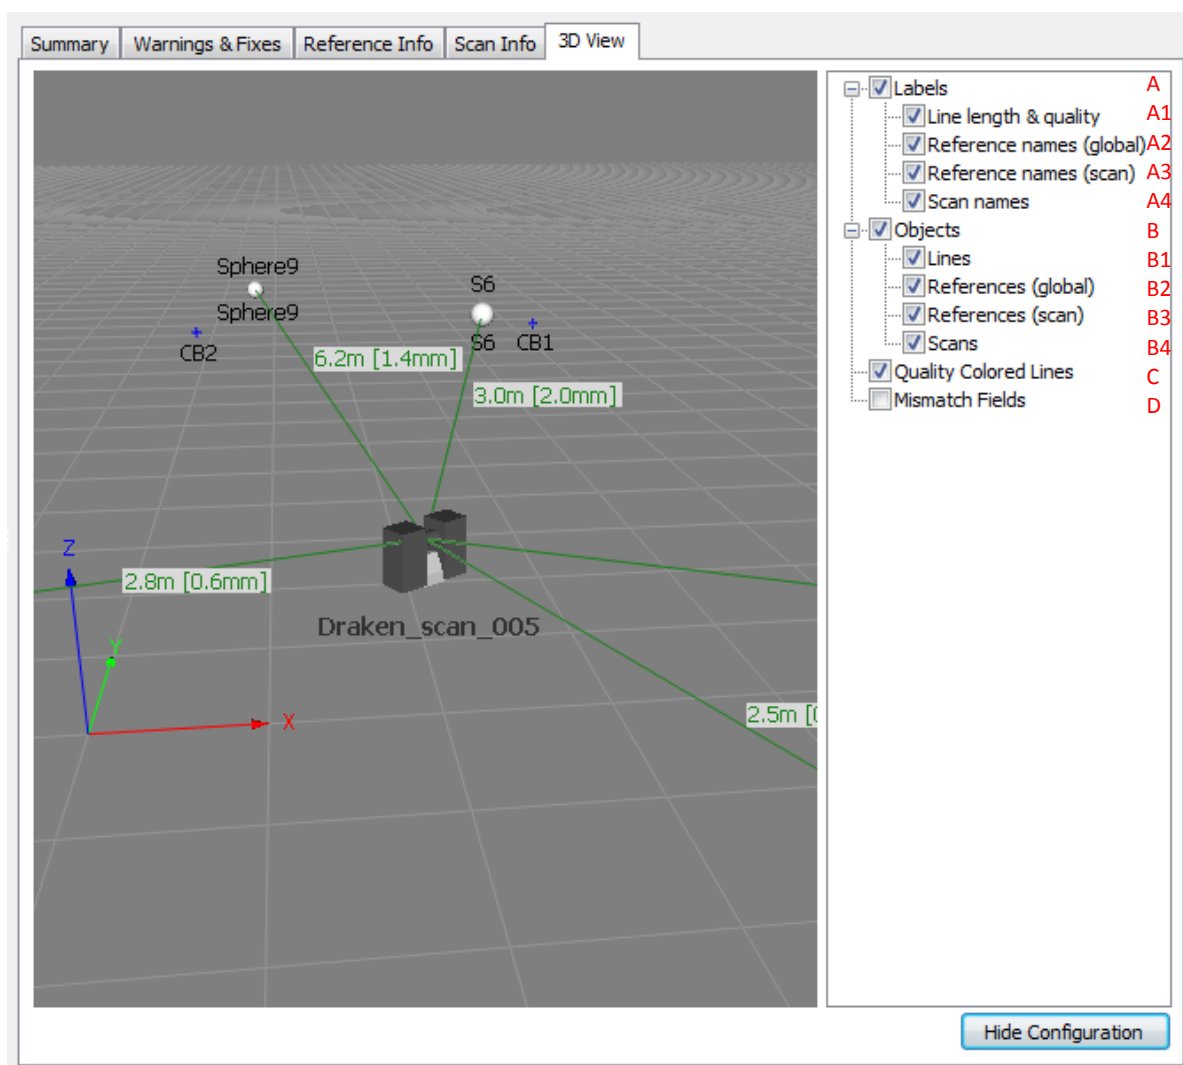 Summary Warnings & Fixes Reference Info Scan Info 3D View
Labels A
Line length & quality A1
Reference names (global) A2
Reference names (scan) A3
Scan names A4
Objects B
Lines B1
References (global) B2
References (scan) B3
Scans B4
Quality Colored Lines C
Mismatch Fields D
Sphere9
S6
Sphere9
CB2
S6 CB1
6.2m [1.4mm]
3.0m [2.0mm]
Z
2.8m [0.6mm]
Draken_scan_005
Y
X
2.5m [
Hide Configuration